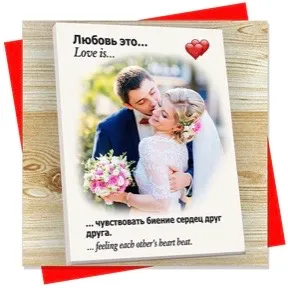 Любовь это...
Love is...
... чувствовать биение сердец друг
друга.
... feeling each other's heart beat.